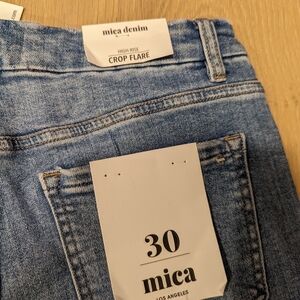 mica denim
HIGH RISE
CROP FLARE
30
mica
LOS ANGELES